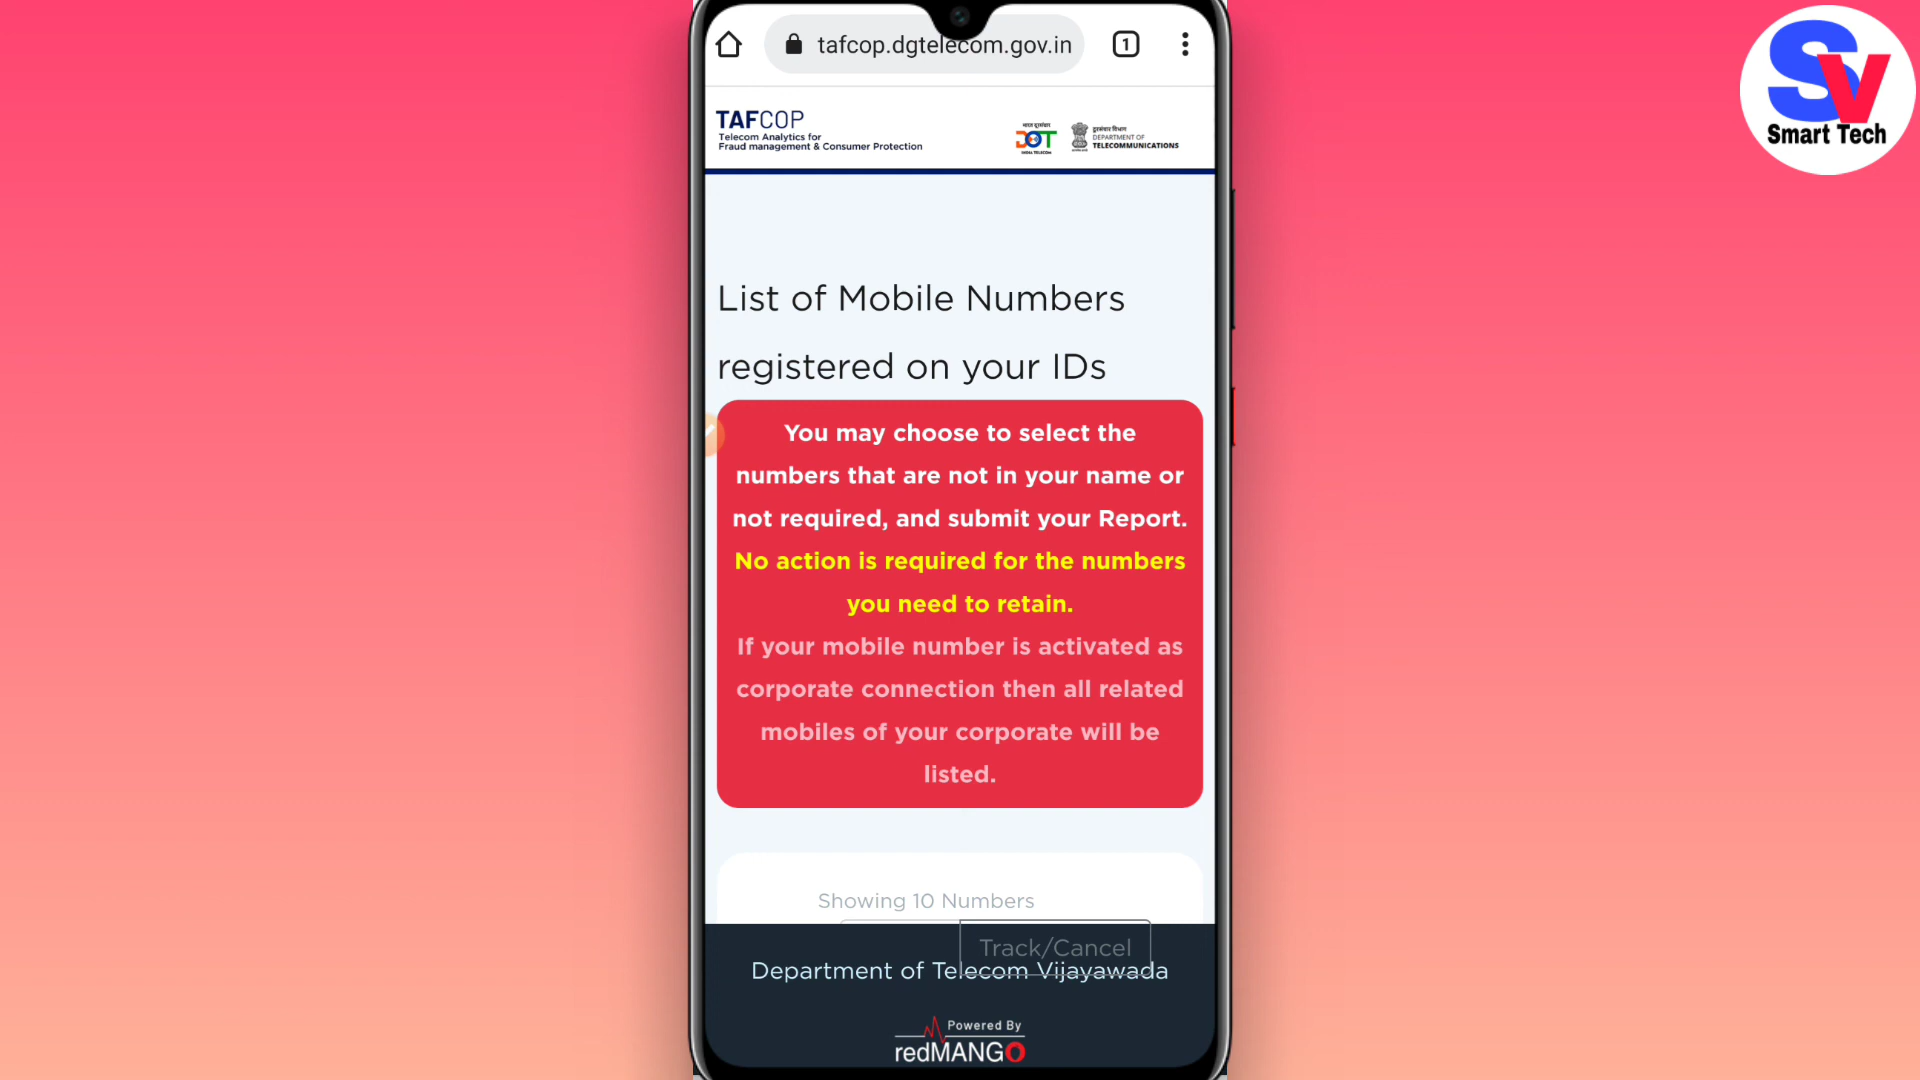 tafcop.dgtelecom.gov.in
1
TAFCOP
Telecom Analytics for
Fraud management & Consumer Protection
DOT
दूरसंचार विभाग
DEPARTMENT OF
TELECOMMUNICATIONS
SV
Smart Tech
List of Mobile Numbers
registered on your IDs
You may choose to select the
numbers that are not in your name or
not required, and submit your Report.
No action is required for the numbers
you need to retain.
If your mobile number is activated as
corporate connection then all related
mobiles of your corporate will be
listed.
Showing 10 Numbers
Track/Cancel
Department of Telecom Vijayawada
Powered By
redMANGO